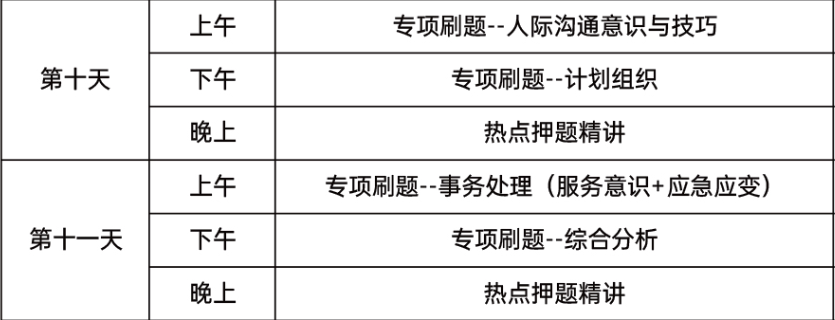 第十天
上午
专项刷题--人际沟通意识与技巧
下午
专项刷题--计划组织
晚上
热点押题精讲
第十一天
上午
专项刷题--事务处理（服务意识+应急应变）
下午
专项刷题--综合分析
晚上
热点押题精讲